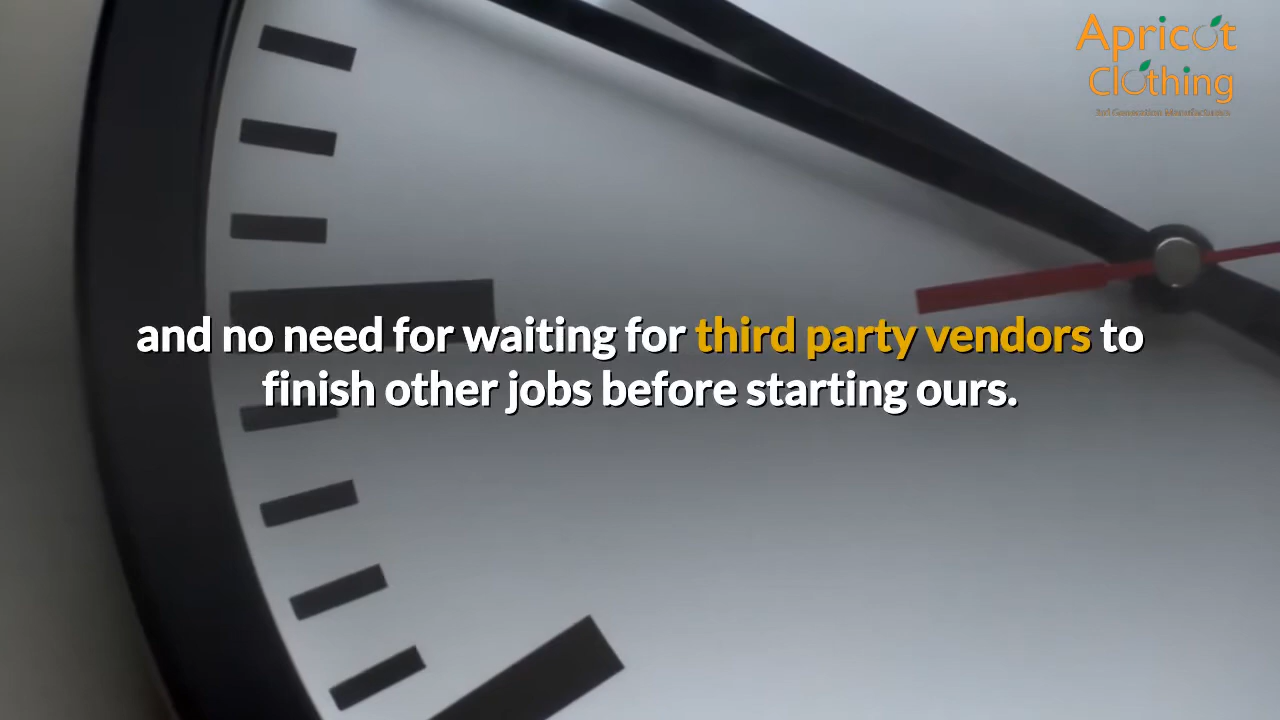 Apricot
Clothing
and no need for waiting for third party vendors to
finish other jobs before starting ours.